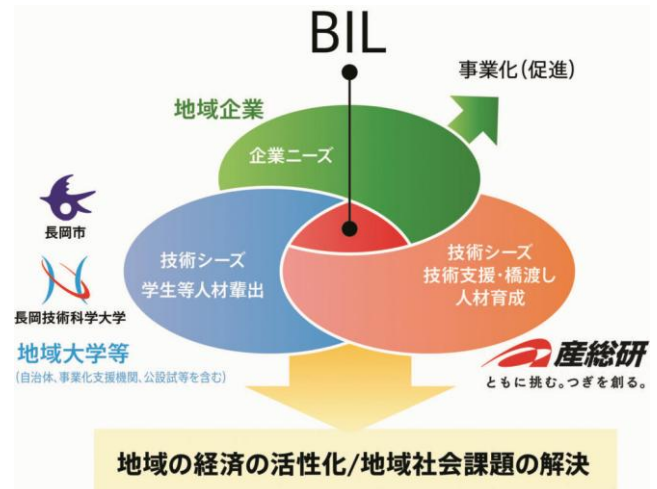 BIL
事業化(促進)
地域企業
企業ニーズ
長岡市
技術シーズ
学生等人材輩出
技術シーズ
技術支援・橋渡し
人材育成
長岡技術科学大学
地域大学等
(自治体、事業化支援機関、公設試等を含む)
産総研
ともに挑む。つぎを創る。
地域の経済の活性化/地域社会課題の解決